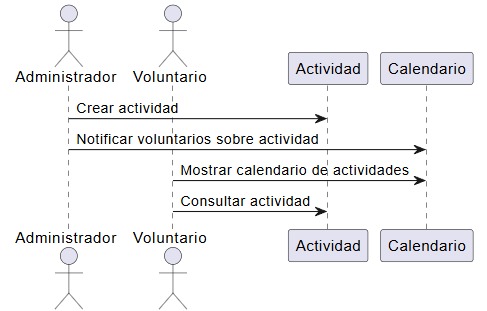 Administrador Voluntario Actividad Calendario
Crear actividad
Notificar voluntarios sobre actividad
Mostrar calendario de actividades
Consultar actividad
Administrador Voluntario Actividad Calendario